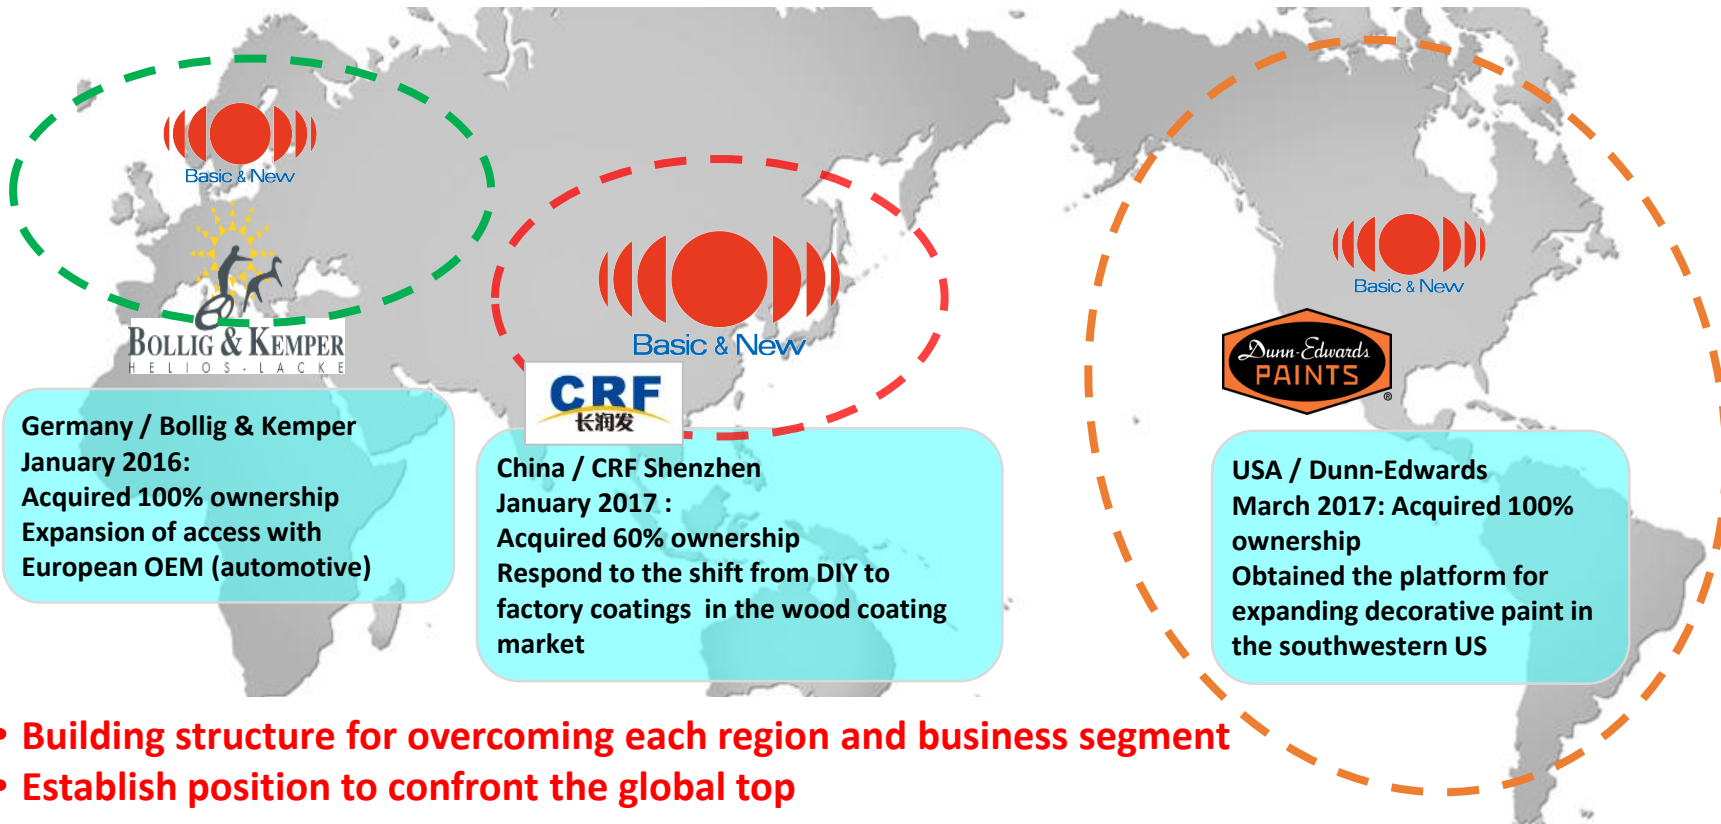 Basic & New
BOLLIG & KEMPER
HELIOS-LACKE
Germany / Bollig & Kemper
January 2016:
Acquired 100% ownership
Expansion of access with
European OEM (automotive)
Basic & New
CRF
长润发
China / CRF Shenzhen
January 2017 :
Acquired 60% ownership
Respond to the shift from DIY to
factory coatings in the wood coating
market
Basic & New
Dunn-Edwards
PAINTS
®
USA / Dunn-Edwards
March 2017: Acquired 100%
ownership
Obtained the platform for
expanding decorative paint in
the southwestern US
• Building structure for overcoming each region and business segment
• Establish position to confront the global top